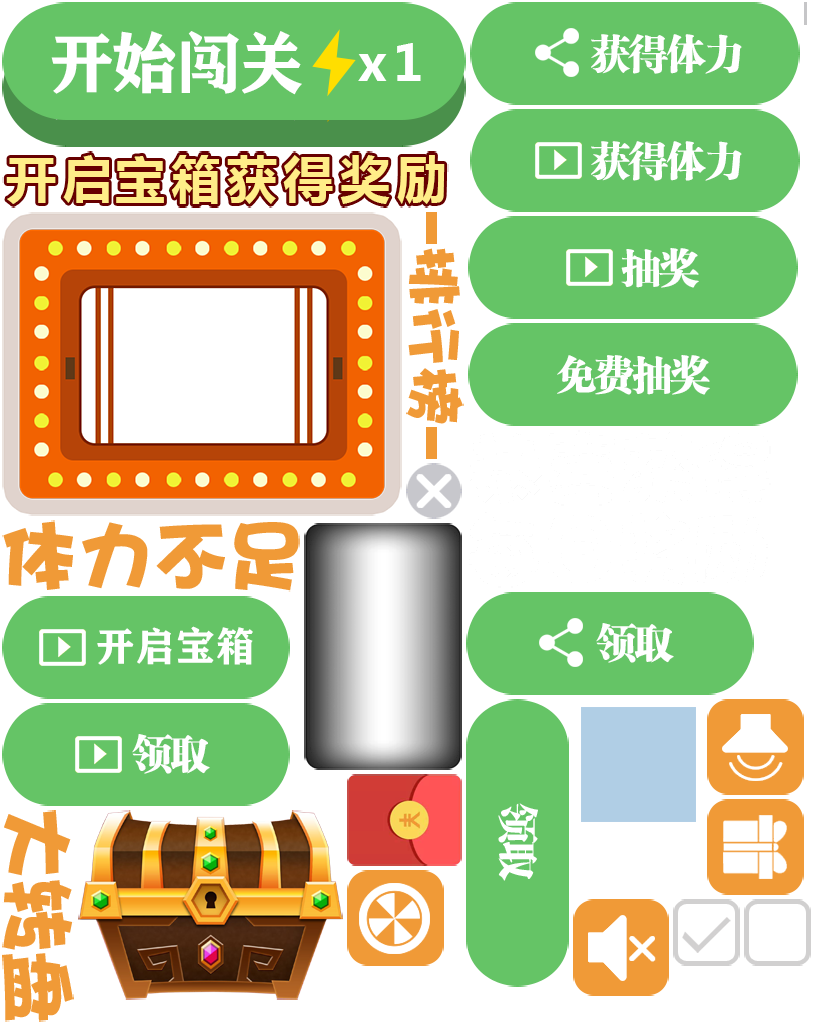 开始闯关 x1
获得体力
开启宝箱获得奖励
获得体力
排行榜
抽奖
免费抽奖
体力不足
开启宝箱
领取
领取
领取
大转盘